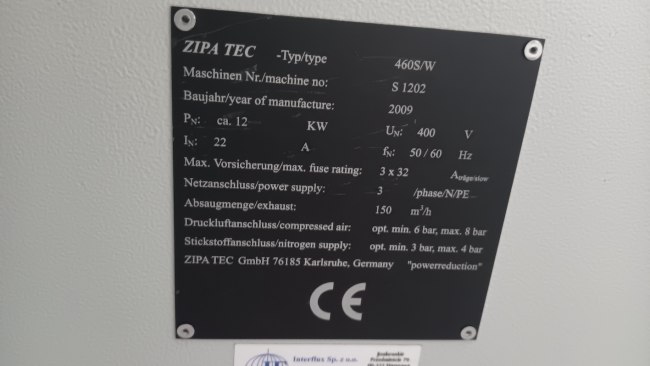 ZIPA TEC -Typ/type 460S/W
Maschinen Nr./machine no: S 1202
Baujahr/year of manufacture: 2009
PN: ca. 12 KW UN: 400 V
IN: 22 A fN: 50/60 Hz
Max. Vorsicherung/max. fuse rating: 3 x 32 Aträge/slow
Netzanschluss/power supply: 3 /phase/N/PE
Absaugmenge/exhaust: 150 m³/h
Druckluftanschluss/compressed air: opt. min. 6 bar, max. 8 bar
Stickstoffanschluss/nitrogen supply: opt. min. 3 bar, max. 4 bar
ZIPA TEC GmbH 76185 Karlsruhe, Germany "powerreduction"
CE
Interflux Sp. z o.o.